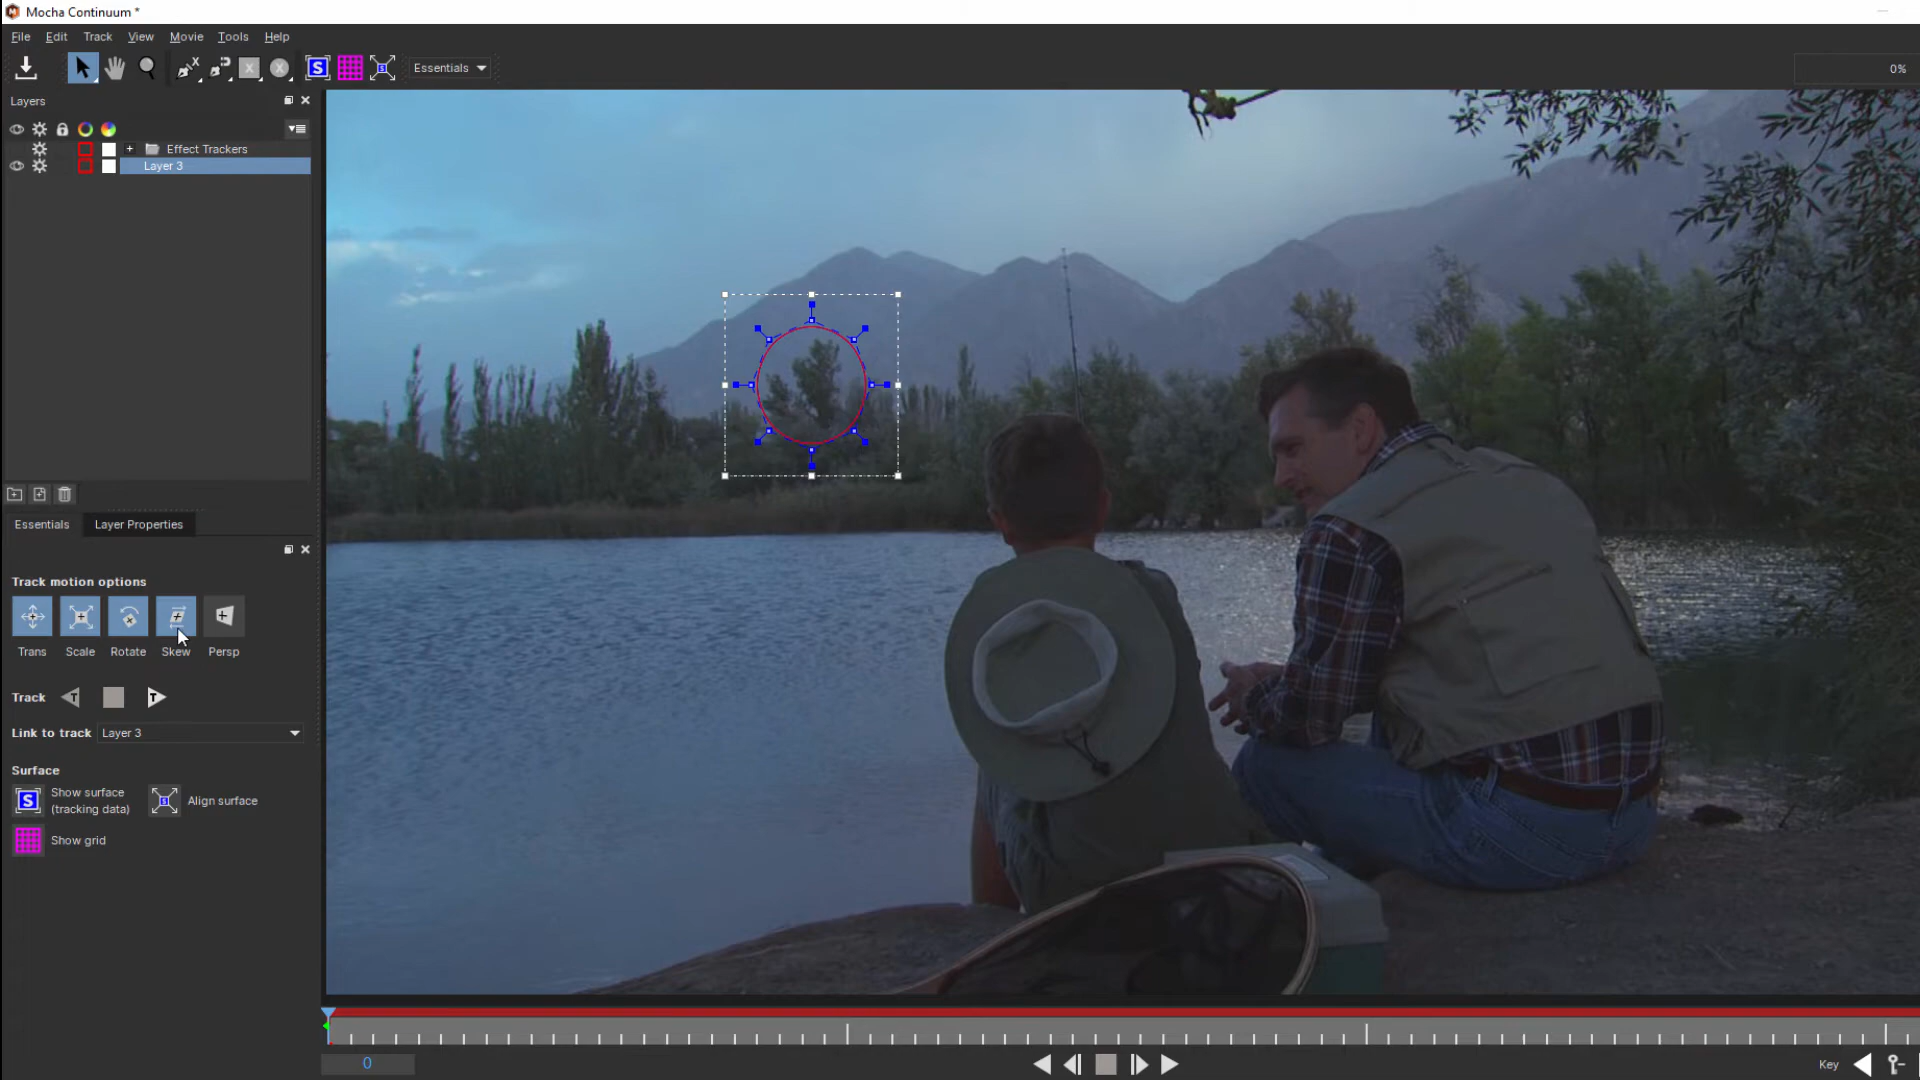 Mocha Continuum *
File Edit Track View Movie Tools Help
Essentials
0%
Layers
Effect Trackers
Layer 3
Essentials Layer Properties
Track motion options
Trans Scale Rotate Skew Persp
Track
Link to track Layer 3
Surface
Show surface
(tracking data)
Align surface
Show grid
0
Key